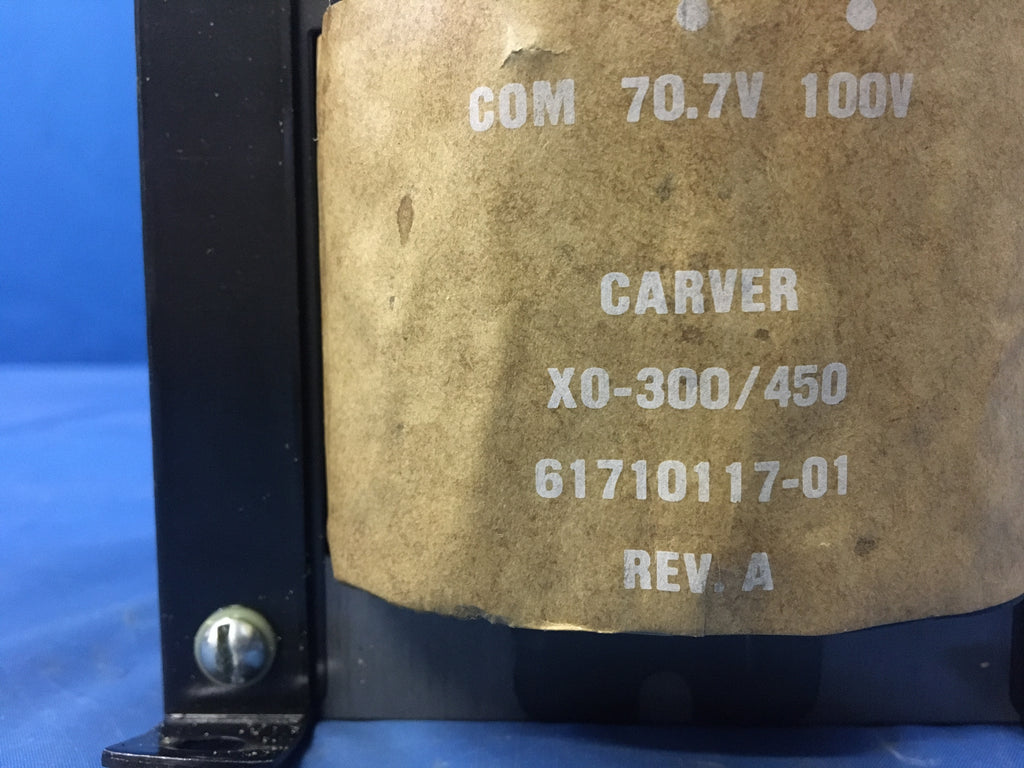 COM 70.7V 100V
CARVER
XO-300/450
61710117-01
REV. A